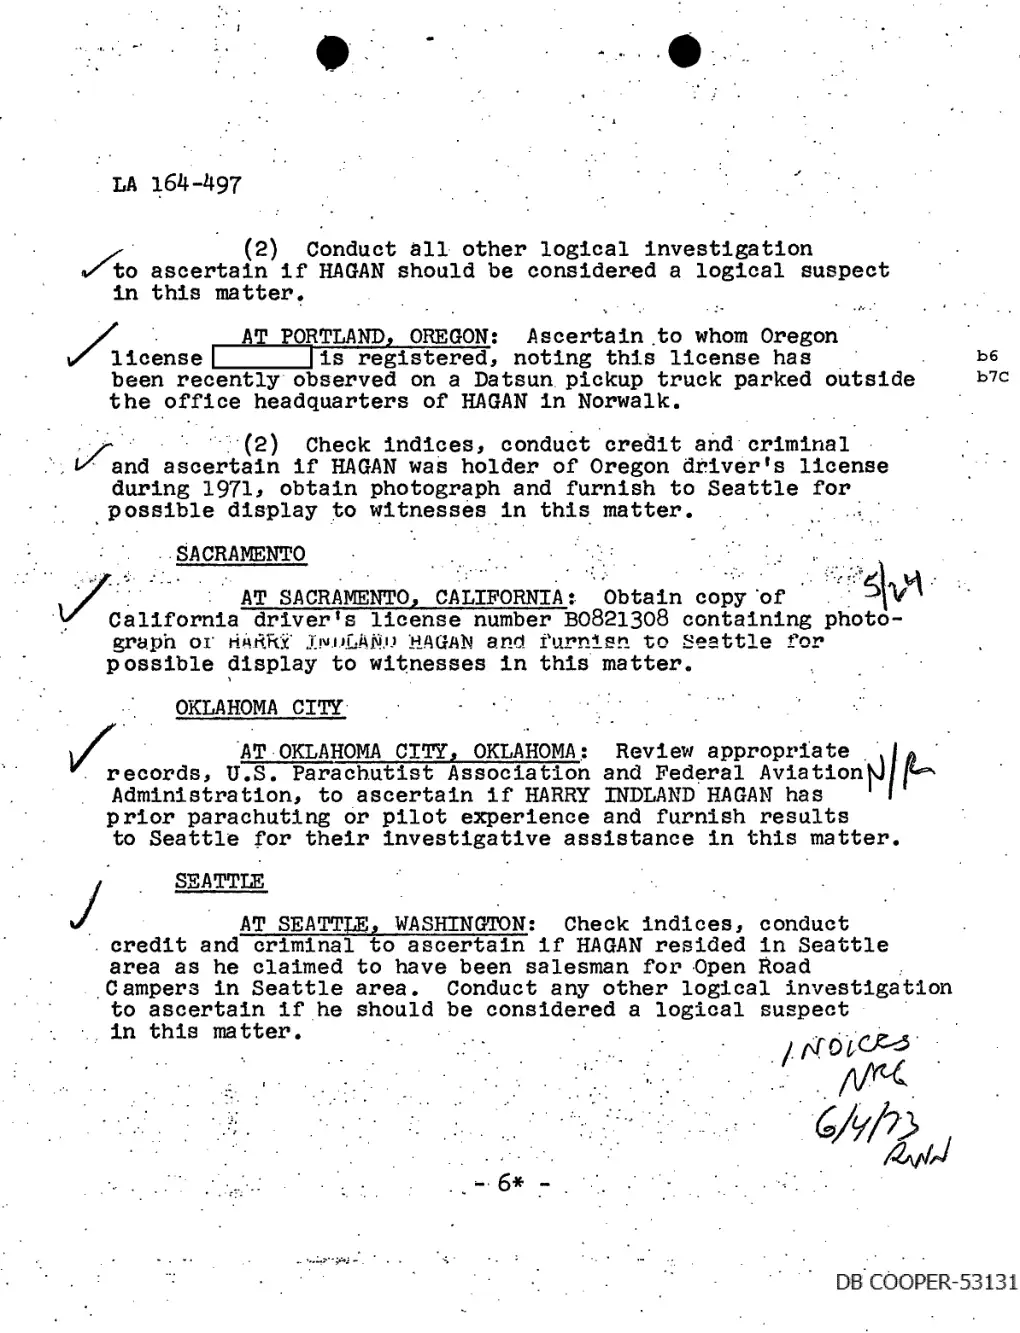 LA 164-497
(2) Conduct all other logical investigation
to ascertain if HAGAN should be considered a logical suspect
in this matter.
AT PORTLAND, OREGON: Ascertain to whom Oregon
license is registered, noting this license has
b6
been recently observed on a Datsun pickup truck parked outside
b7C
the office headquarters of HAGAN in Norwalk.
(2) Check indices, conduct credit and criminal
and ascertain if HAGAN was holder of Oregon driver's license
during 1971, obtain photograph and furnish to Seattle for
possible display to witnesses in this matter.
SACRAMENTO
5/24
AT SACRAMENTO, CALIFORNIA: Obtain copy of
California driver's license number B0821308 containing photo-
graph of HARRY INDLAND HAGAN and furnish to Seattle for
possible display to witnesses in this matter.
OKLAHOMA CITY
AT OKLAHOMA CITY, OKLAHOMA: Review appropriate
records, U.S. Parachutist Association and Federal Aviation
N/R
Administration, to ascertain if HARRY INDLAND HAGAN has
prior parachuting or pilot experience and furnish results
to Seattle for their investigative assistance in this matter.
SEATTLE
AT SEATTLE, WASHINGTON: Check indices, conduct
credit and criminal to ascertain if HAGAN resided in Seattle
area as he claimed to have been salesman for Open Road
Campers in Seattle area. Conduct any other logical investigation
to ascertain if he should be considered a logical suspect
in this matter.
INDICES
6/4/73
- 6* -
DB COOPER-53131